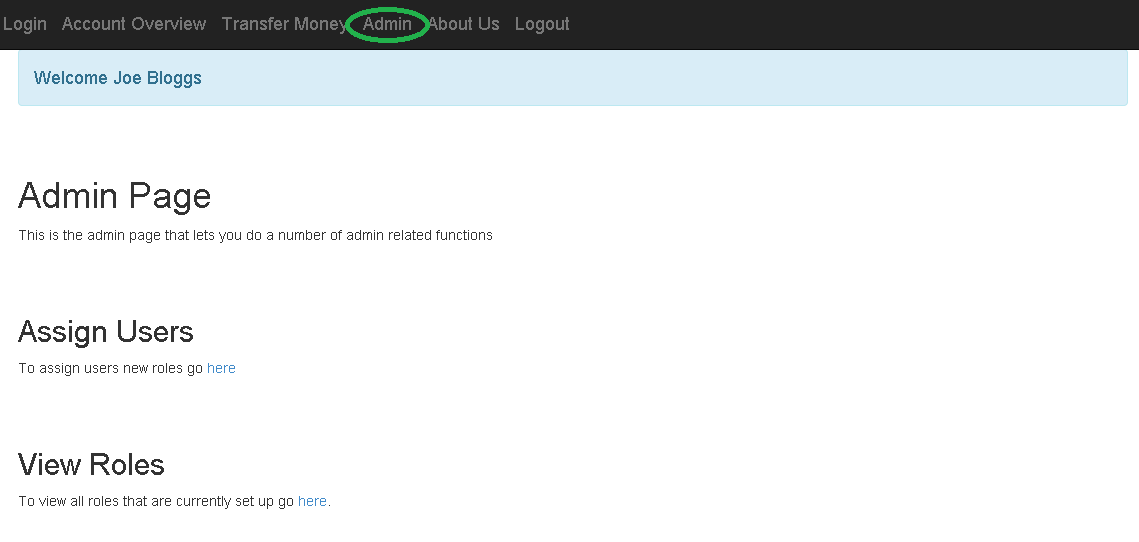 Login Account Overview Transfer Money Admin About Us Logout
Welcome Joe Bloggs
Admin Page
This is the admin page that lets you do a number of admin related functions
Assign Users
To assign users new roles go here
View Roles
To view all roles that are currently set up go here.